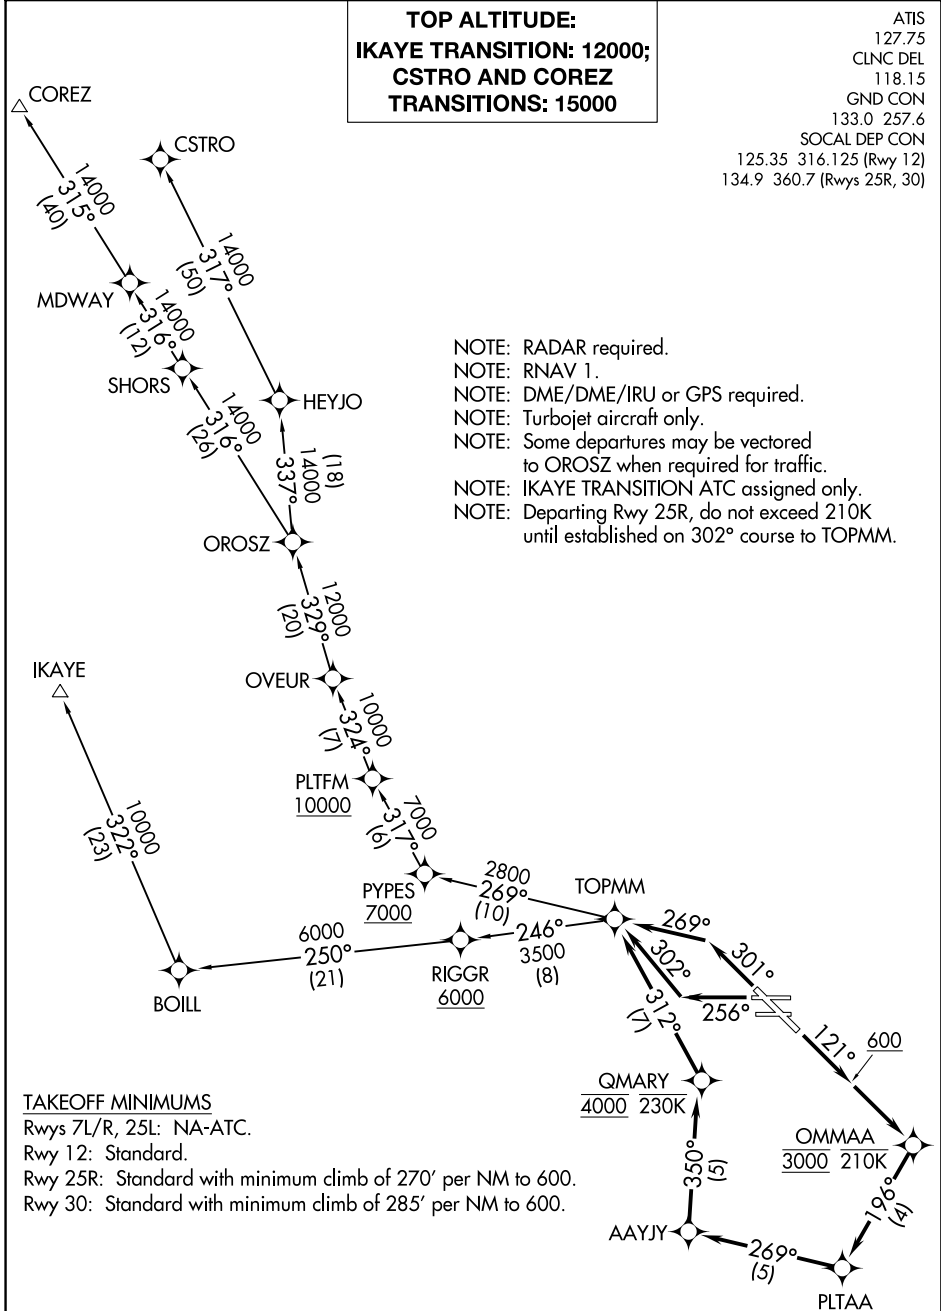 TOP ALTITUDE:
IKAYE TRANSITION: 12000;
CSTRO AND COREZ
TRANSITIONS: 15000
ATIS
127.75
CLNC DEL
118.15
GND CON
133.0 257.6
SOCAL DEP CON
125.35 316.125 (Rwy 12)
134.9 360.7 (Rwys 25R, 30)
COREZ
CSTRO
14000
315°
(40)
14000
317°
(50)
MDWAY
14000
316°
(12)
SHORS
HEYJO
14000
316°
(26)
(18)
14000
337°
NOTE: RADAR required.
NOTE: RNAV 1.
NOTE: DME/DME/IRU or GPS required.
NOTE: Turbojet aircraft only.
NOTE: Some departures may be vectored
to OROSZ when required for traffic.
NOTE: IKAYE TRANSITION ATC assigned only.
NOTE: Departing Rwy 25R, do not exceed 210K
until established on 302° course to TOPMM.
OROSZ
12000
329°
(20)
IKAYE
OVEUR
10000
324°
(7)
PLTFM
10000
7000
317°
(6)
10000
322°
(23)
PYPES
7000
2800
269°
(10)
TOPMM
269°
301°
6000
250°
(21)
246°
3500
(8)
302°
256°
BOILL
RIGGR
6000
312°
(7)
121°
600
QMARY
4000 230K
OMMAA
3000 210K
350°
(5)
196°
(4)
AAYJY
269°
(5)
PLTAA
TAKEOFF MINIMUMS
Rwys 7L/R, 25L: NA-ATC.
Rwy 12: Standard.
Rwy 25R: Standard with minimum climb of 270' per NM to 600.
Rwy 30: Standard with minimum climb of 285' per NM to 600.